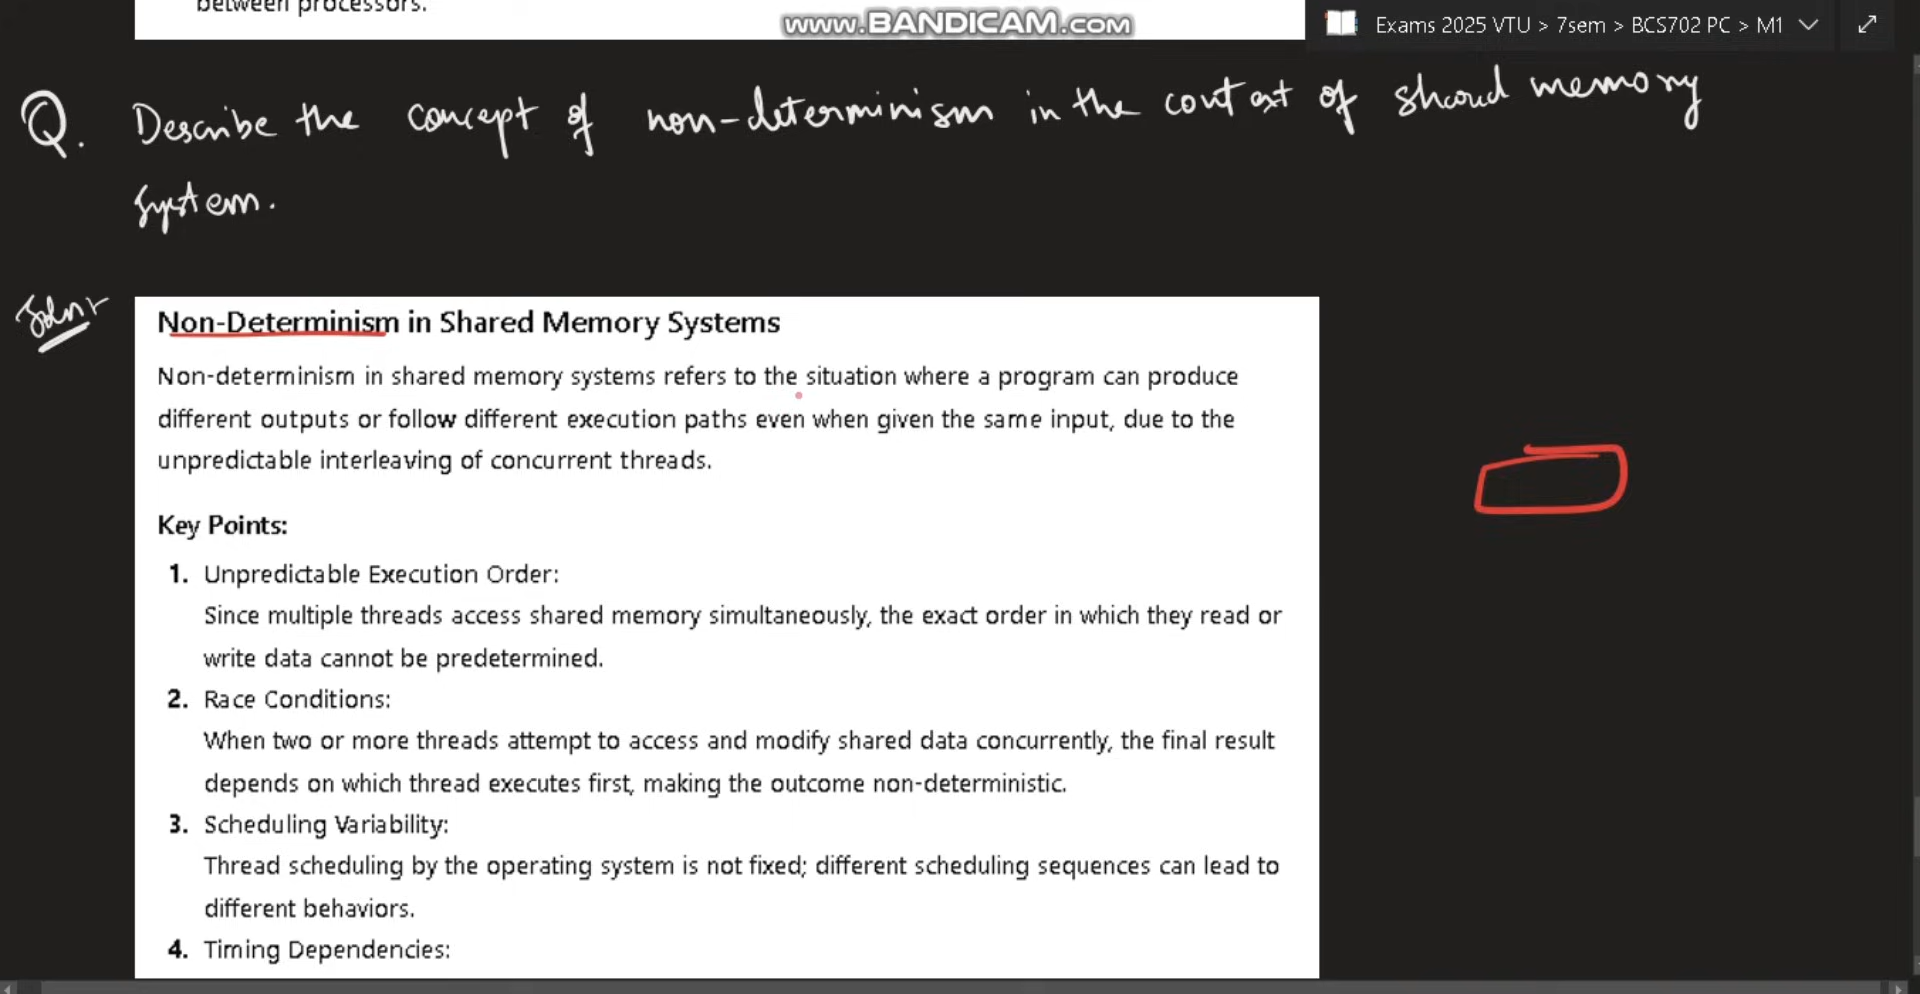 between processors.
www.BANDICAM.com
Exams 2025 VTU > 7sem > BCS702 PC > M1
Q. Describe the concept of non-determinism in the context of shared memory
system.
Soln
Non-Determinism in Shared Memory Systems
Non-determinism in shared memory systems refers to the situation where a program can produce
different outputs or follow different execution paths even when given the same input, due to the
unpredictable interleaving of concurrent threads.
Key Points:
1. Unpredictable Execution Order:
Since multiple threads access shared memory simultaneously, the exact order in which they read or
write data cannot be predetermined.
2. Race Conditions:
When two or more threads attempt to access and modify shared data concurrently, the final result
depends on which thread executes first, making the outcome non-deterministic.
3. Scheduling Variability:
Thread scheduling by the operating system is not fixed; different scheduling sequences can lead to
different behaviors.
4. Timing Dependencies: